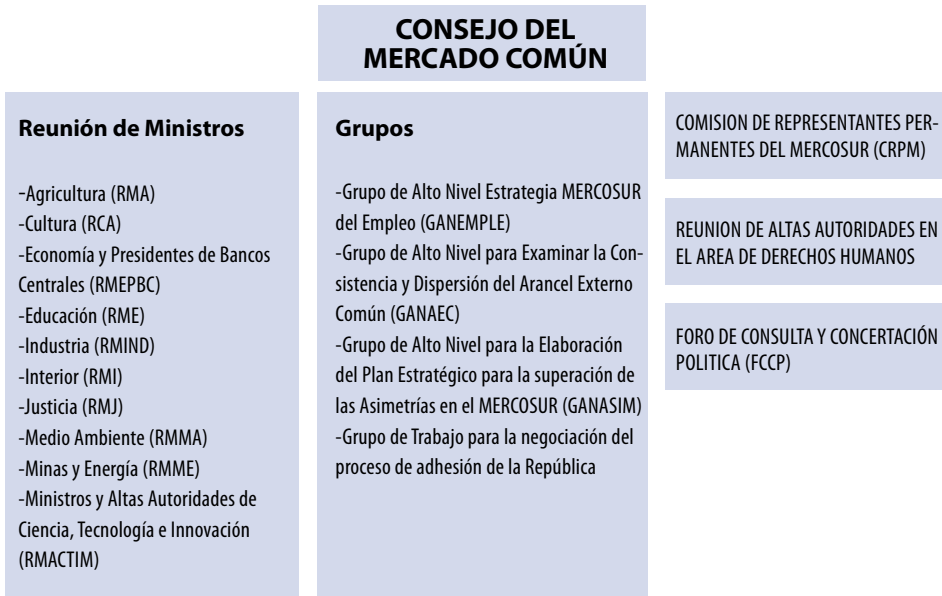 CONSEJO DEL
MERCADO COMÚN
Reunión de Ministros
-Agricultura (RMA)
-Cultura (RCA)
-Economía y Presidentes de Bancos
Centrales (RMEPBC)
-Educación (RME)
-Industria (RMIND)
-Interior (RMI)
-Justicia (RMJ)
-Medio Ambiente (RMMA)
-Minas y Energía (RMME)
-Ministros y Altas Autoridades de
Ciencia, Tecnología e Innovación
(RMACTIM)
Grupos
-Grupo de Alto Nivel Estrategia MERCOSUR
del Empleo (GANEMPLE)
-Grupo de Alto Nivel para Examinar la Con-
sistencia y Dispersión del Arancel Externo
Común (GANAEC)
-Grupo de Alto Nivel para la Elaboración
del Plan Estratégico para la superación de
las Asimetrías en el MERCOSUR (GANASIM)
-Grupo de Trabajo para la negociación del
proceso de adhesión de la República
COMISION DE REPRESENTANTES PER-
MANENTES DEL MERCOSUR (CRPM)
REUNION DE ALTAS AUTORIDADES EN
EL AREA DE DERECHOS HUMANOS
FORO DE CONSULTA Y CONCERTACIÓN
POLITICA (FCCP)